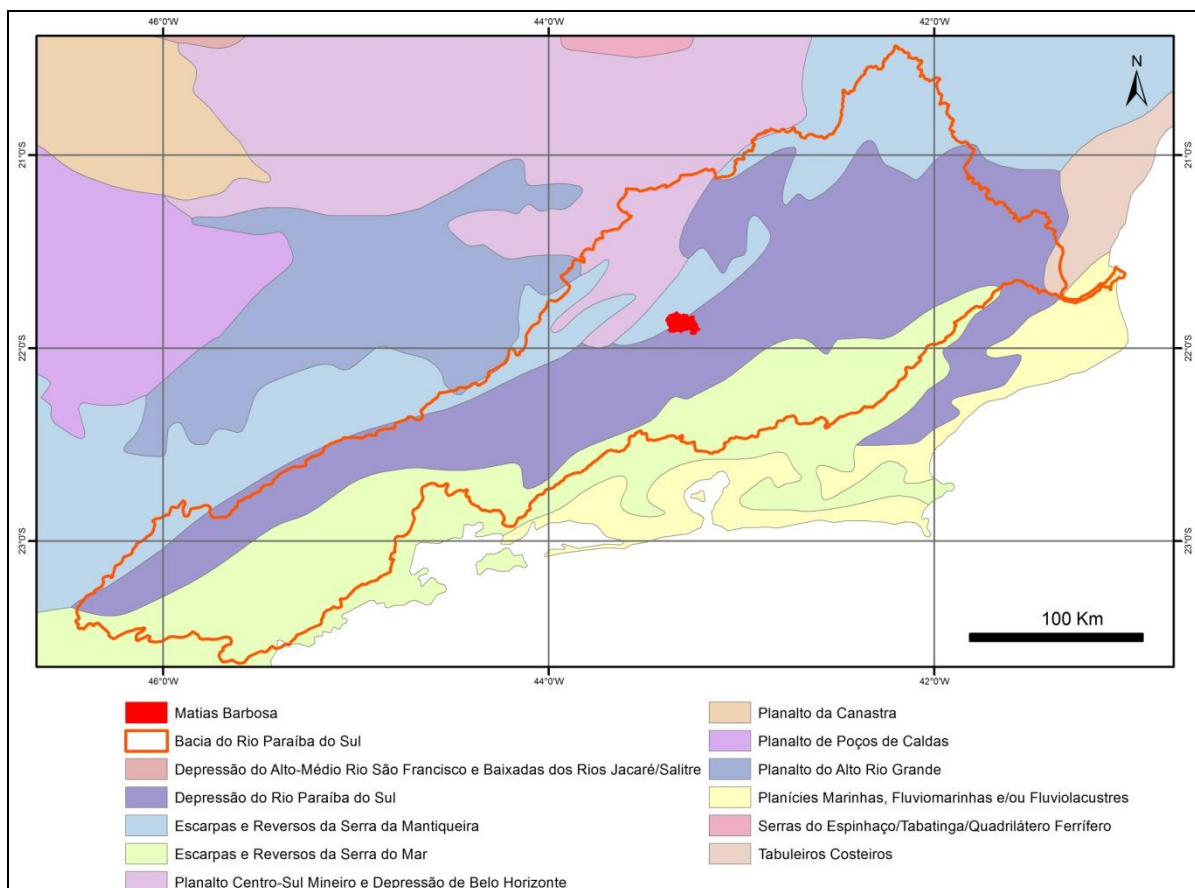 46°0'W 44°0'W 42°0'W
N
21°0'S 21°0'S
22°0'S 22°0'S
23°0'S 23°0'S
100 Km
46°0'W 44°0'W 42°0'W
Matias Barbosa
Bacia do Rio Paraíba do Sul
Depressão do Alto-Médio Rio São Francisco e Baixadas dos Rios Jacaré/Salitre
Depressão do Rio Paraíba do Sul
Escarpas e Reversos da Serra da Mantiqueira
Escarpas e Reversos da Serra do Mar
Planalto Centro-Sul Mineiro e Depressão de Belo Horizonte
Planalto da Canastra
Planalto de Poços de Caldas
Planalto do Alto Rio Grande
Planícies Marinhas, Fluviomarinhas e/ou Fluviolacustres
Serras do Espinhaço/Tabatinga/Quadrilátero Ferrífero
Tabuleiros Costeiros